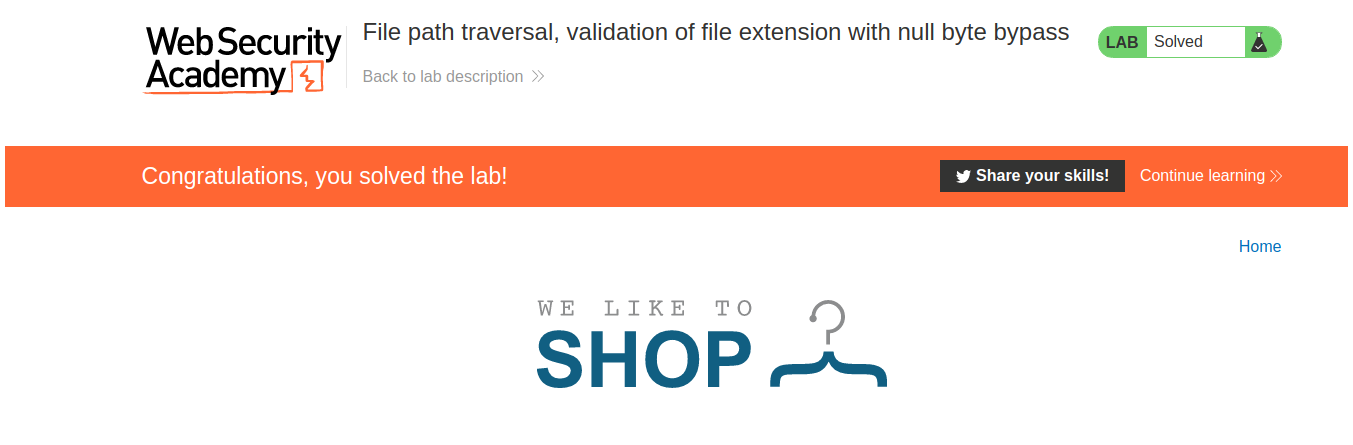 Web Security
Academy
File path traversal, validation of file extension with null byte bypass
Back to lab description
LAB Solved
Congratulations, you solved the lab!
Share your skills!
Continue learning
Home
WE LIKE TO
SHOP